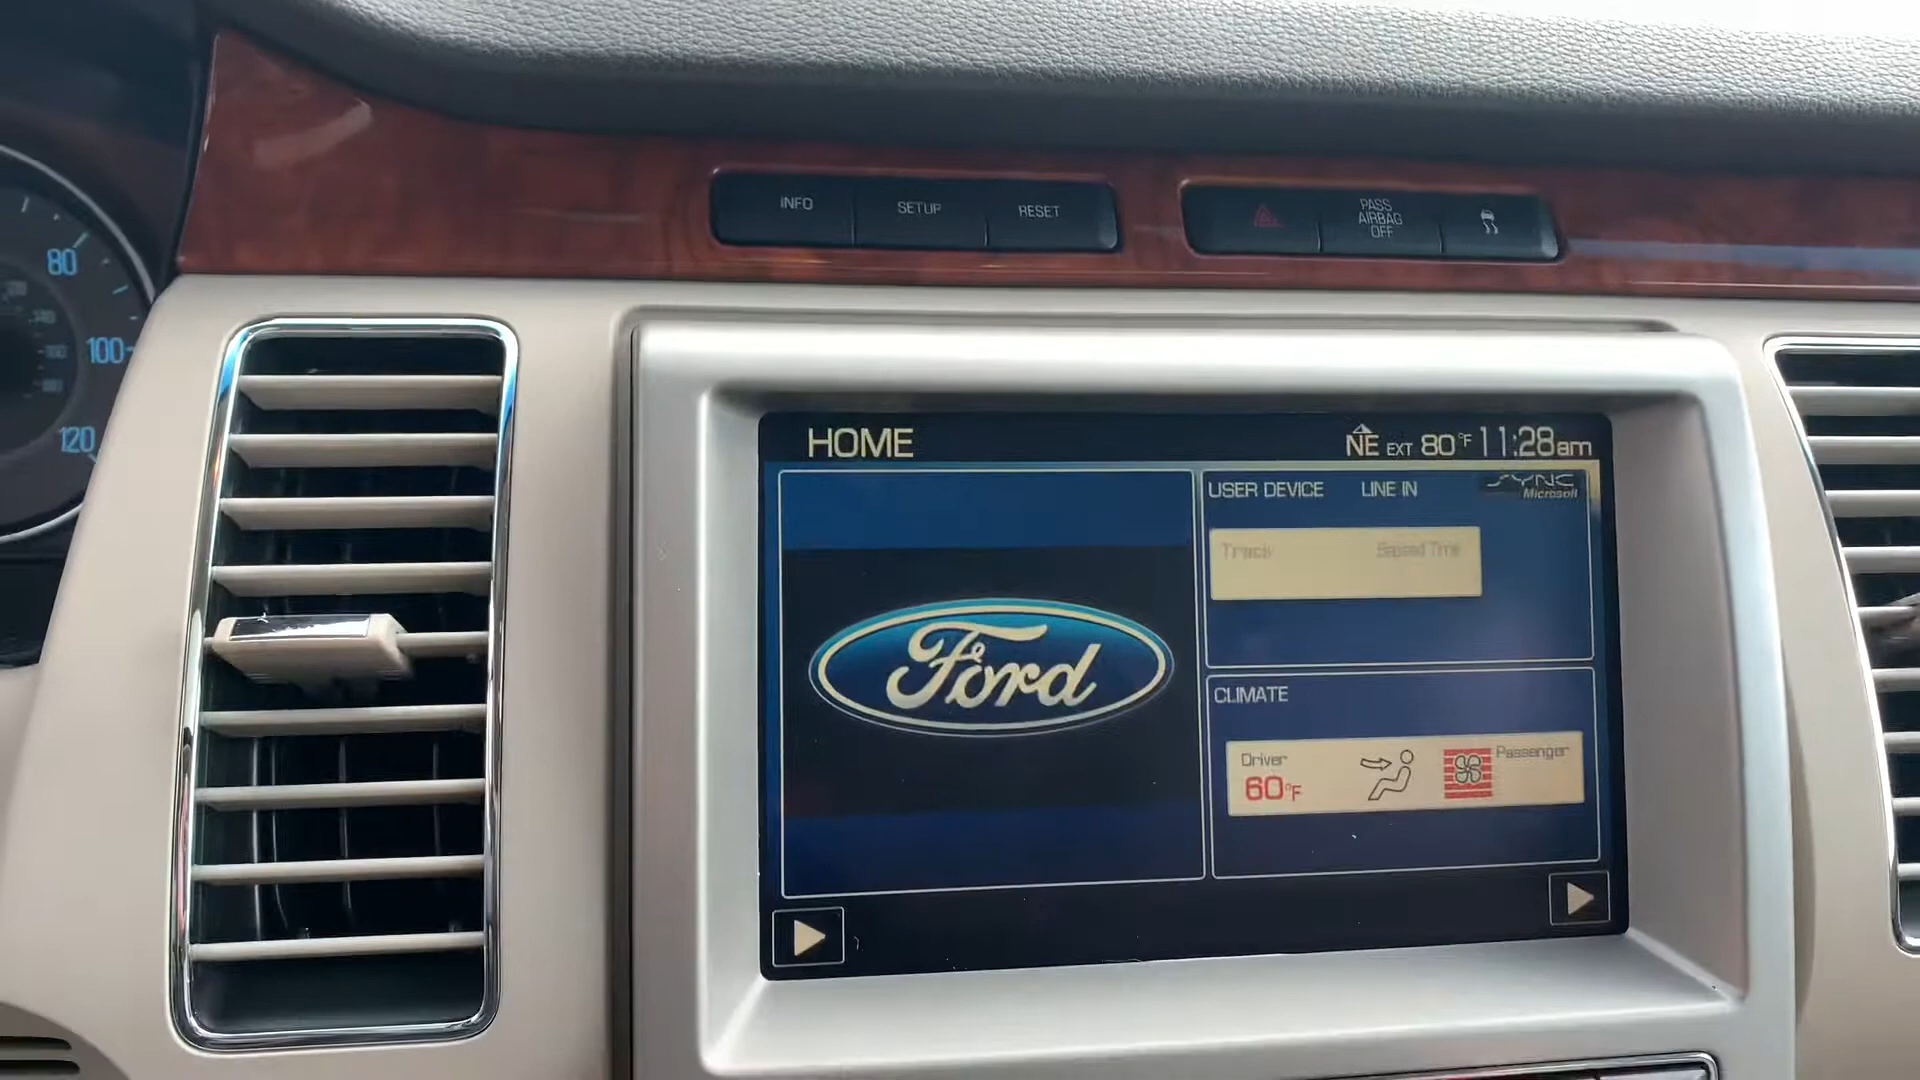 INFO SETUP RESET
PASS
AIRBAG
OFF
80
100
120
HOME
NE EXT 80°F 11:28am
USER DEVICE LINE IN SYNC
Microsoft
Track
Ford
CLIMATE
Driver Passenger
60°F